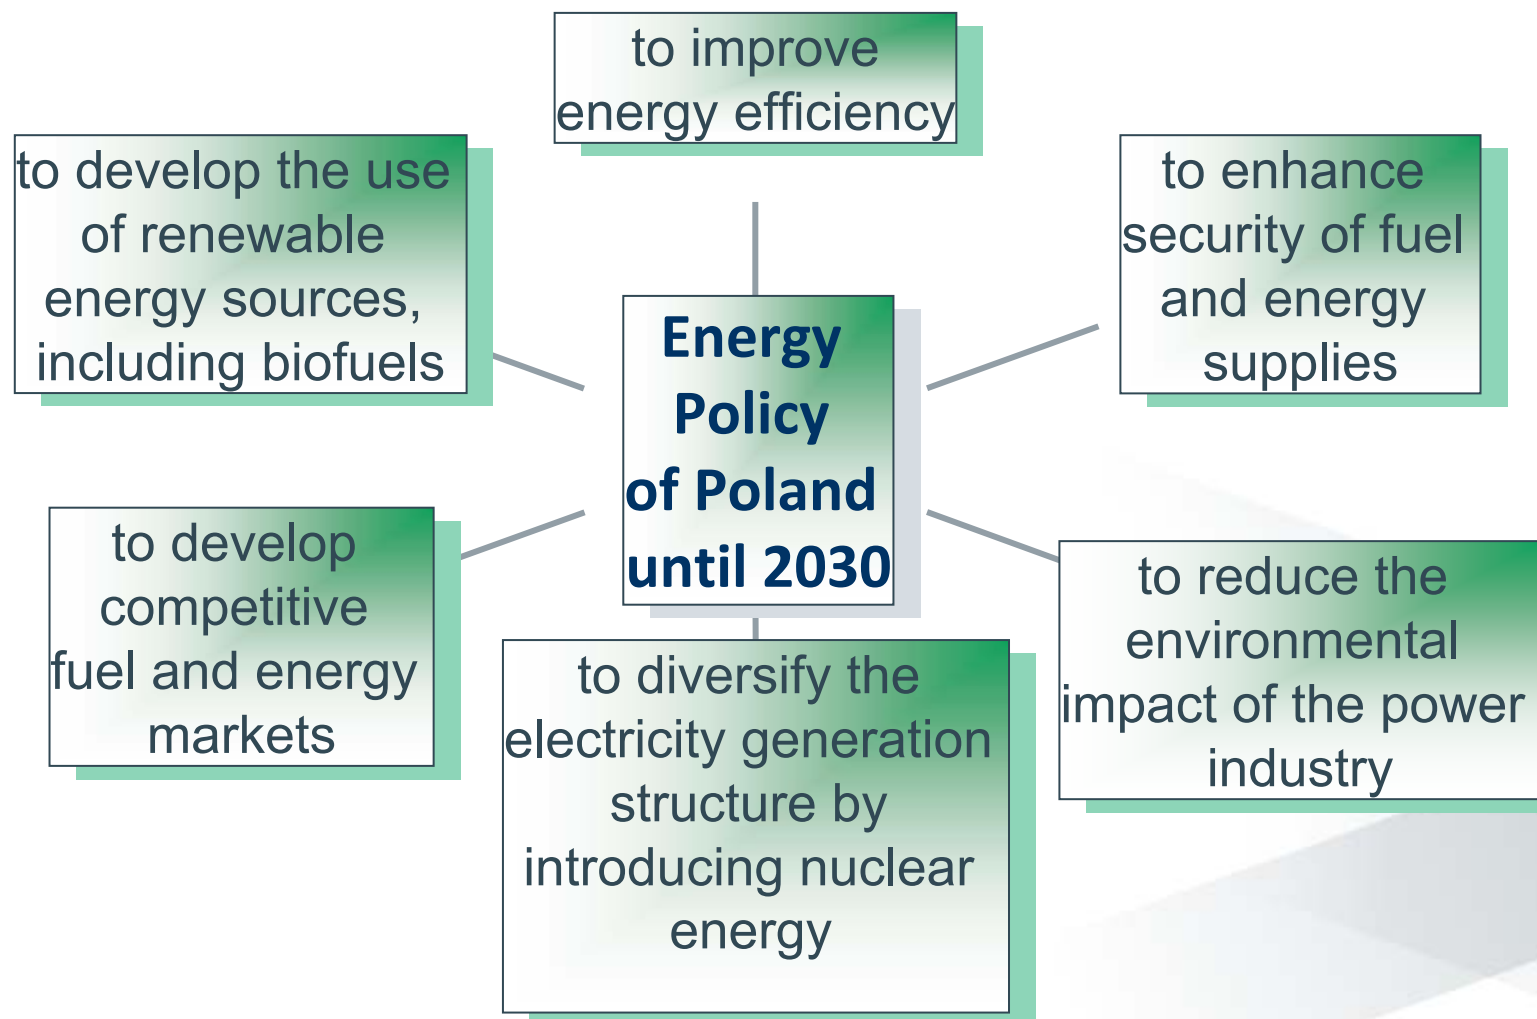 to improve
energy efficiency
to develop the use
of renewable
energy sources,
including biofuels
to enhance
security of fuel
and energy
supplies
Energy
Policy
of Poland
until 2030
to develop
competitive
fuel and energy
markets
to reduce the
environmental
impact of the power
industry
to diversify the
electricity generation
structure by
introducing nuclear
energy